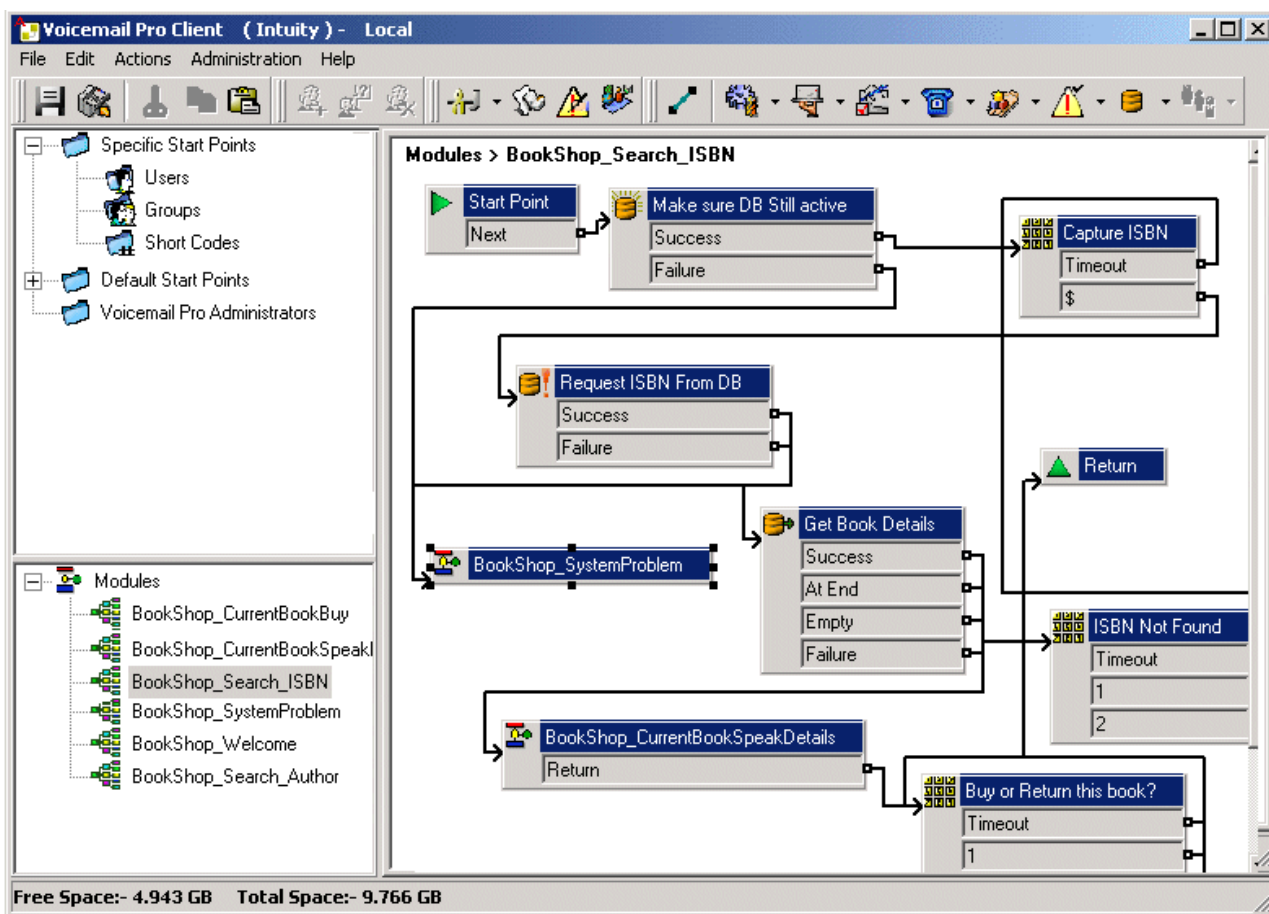 Voicemail Pro Client ( Intuity ) - Local
File Edit Actions Administration Help
Specific Start Points
Users
Groups
Short Codes
Default Start Points
Voicemail Pro Administrators
Modules
BookShop_CurrentBookBuy
BookShop_CurrentBookSpeakI
BookShop_Search_ISBN
BookShop_SystemProblem
BookShop_Welcome
BookShop_Search_Author
Modules > BookShop_Search_ISBN
Start Point
Next
Make sure DB Still active
Success
Failure
Capture ISBN
Timeout
$
Request ISBN From DB
Success
Failure
Return
Get Book Details
Success
At End
Empty
Failure
BookShop_SystemProblem
ISBN Not Found
Timeout
1
2
BookShop_CurrentBookSpeakDetails
Return
Buy or Return this book?
Timeout
1
Free Space:- 4.943 GB Total Space:- 9.766 GB